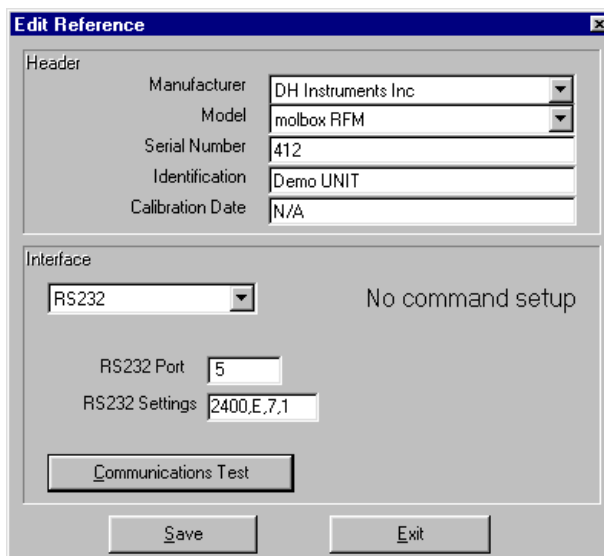 Edit Reference
Header
Manufacturer DH Instruments Inc
Model molbox RFM
Serial Number 412
Identification Demo UNIT
Calibration Date N/A
Interface
RS232 No command setup
RS232 Port 5
RS232 Settings 2400,E,7,1
Communications Test
Save Exit